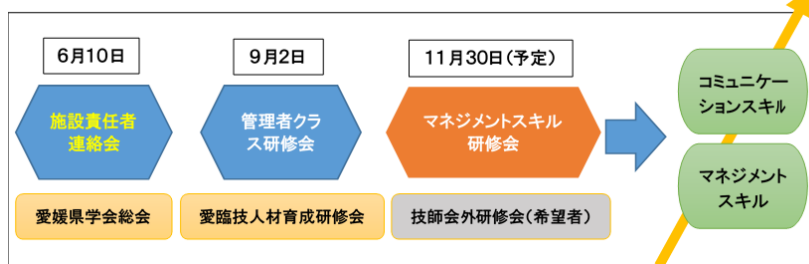 6月10日
9月2日
11月30日(予定)
施設責任者
連絡会
管理者クラ
ス研修会
マネジメントスキル
研修会
コミュニケー
ションスキル
マネジメント
スキル
愛媛県学会総会
愛臨技人材育成研修会
技師会外研修会(希望者)